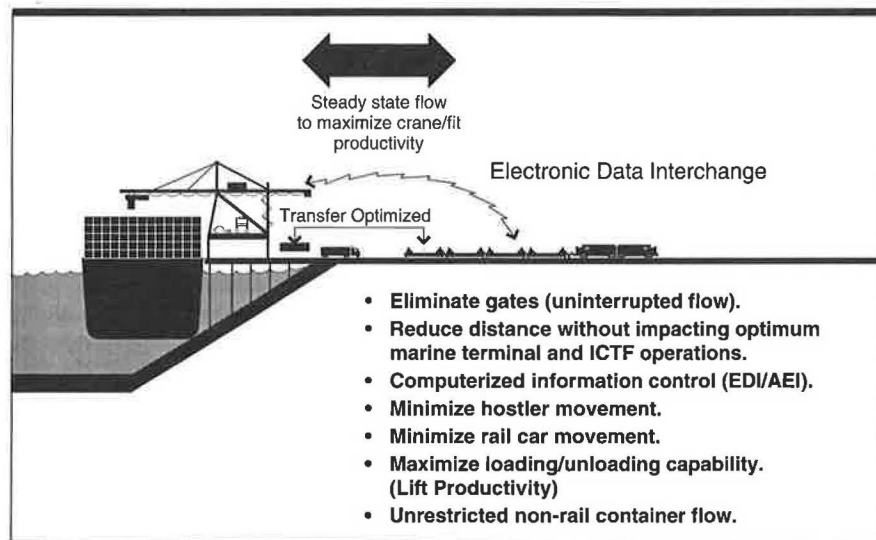 Steady state flow
to maximize crane/fit
productivity
Electronic Data Interchange
Transfer Optimized
• Eliminate gates (uninterrupted flow).
• Reduce distance without impacting optimum
marine terminal and ICTF operations.
• Computerized information control (EDI/AEI).
• Minimize hostler movement.
• Minimize rail car movement.
• Maximize loading/unloading capability.
(Lift Productivity)
• Unrestricted non-rail container flow.